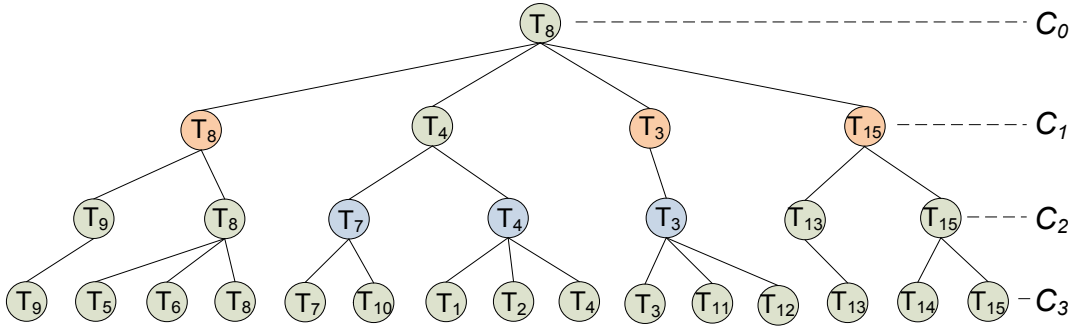 T8 C0
T8 T4 T3 T15 C1
T9 T8 T7 T4 T3 T13 T15 C2
T9 T5 T6 T8 T7 T10 T1 T2 T4 T3 T11 T12 T13 T14 T15 C3